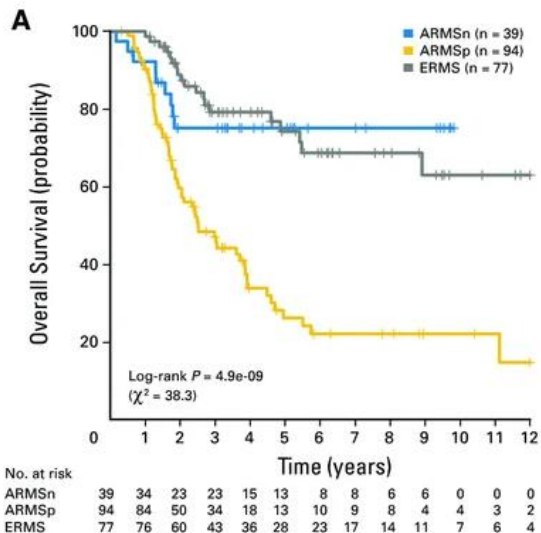 A
100
80
60
40
20
0
Overall Survival (probability)
ARMSn (n = 39)
ARMSp (n = 94)
ERMS (n = 77)
Log-rank P = 4.9e-09
(χ² = 38.3)
1 2 3 4 5 6 7 8 9 10 11 12
Time (years)
No. at risk
ARMSn 39 34 23 23 15 13 8 8 6 6 0 0 0
ARMSp 94 84 50 34 18 13 10 9 8 4 4 3 2
ERMS 77 76 60 43 36 28 23 17 14 11 7 6 4